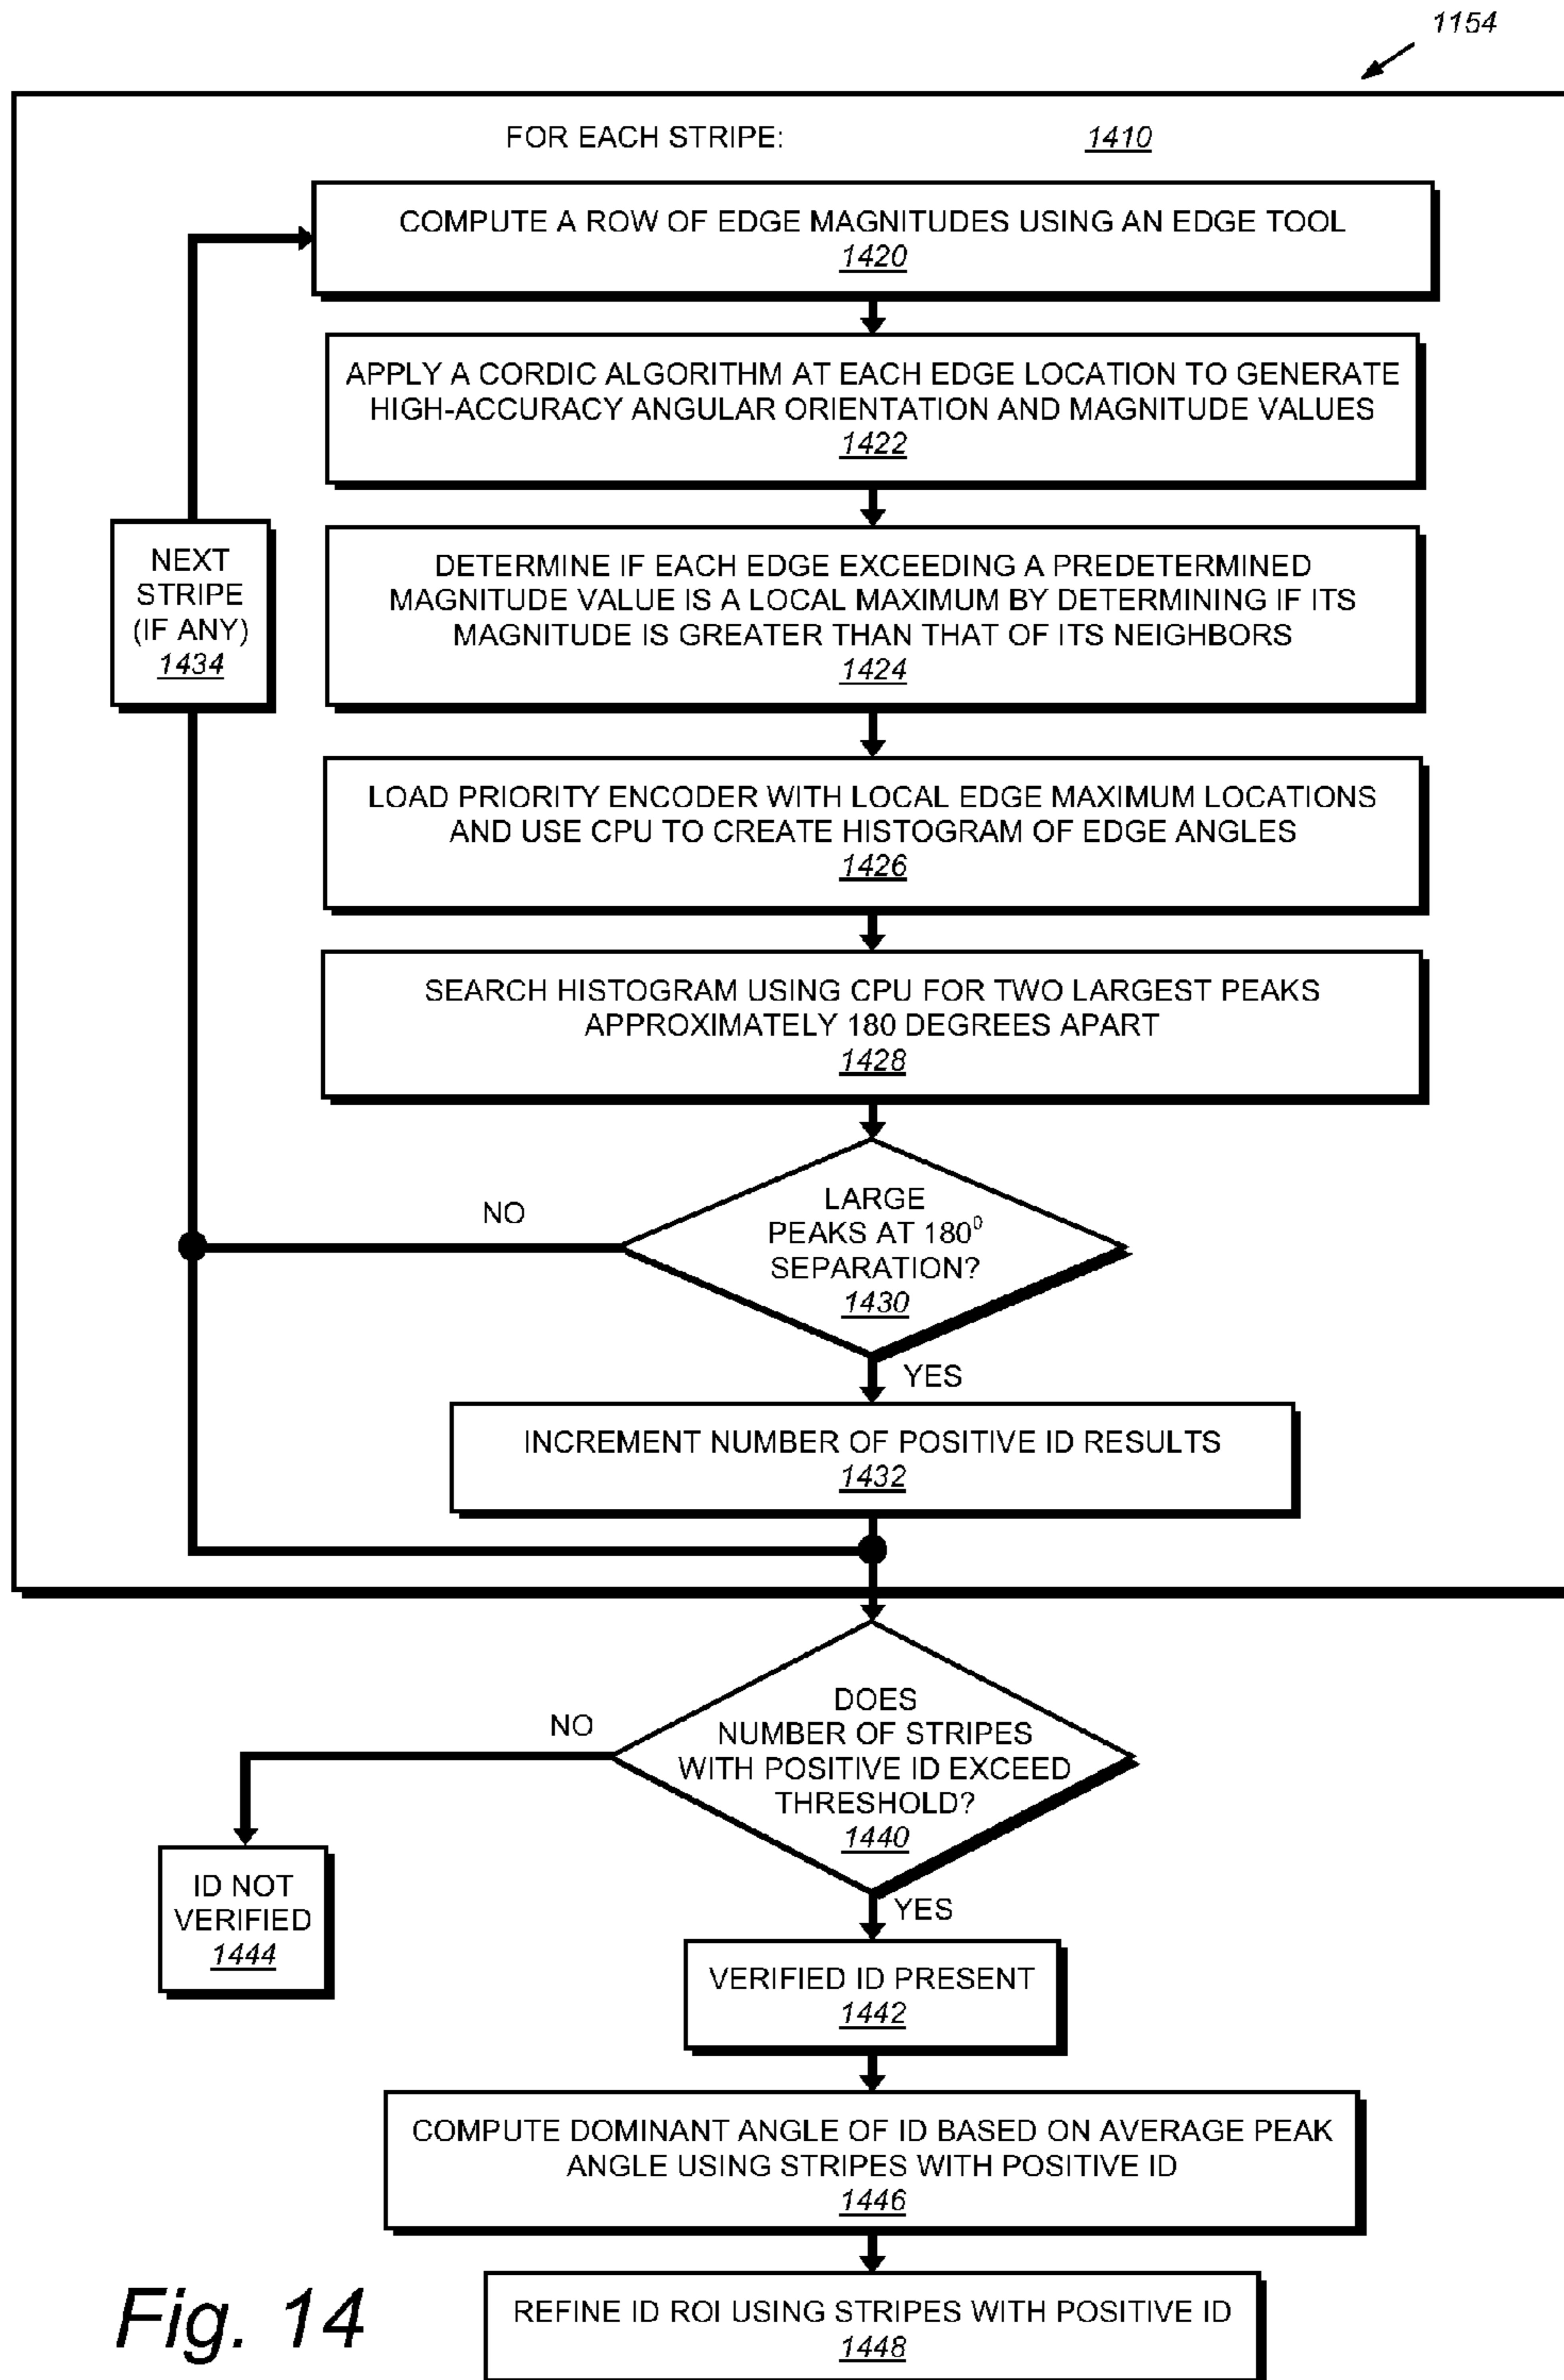 1154
FOR EACH STRIPE: 1410
COMPUTE A ROW OF EDGE MAGNITUDES USING AN EDGE TOOL
1420
APPLY A CORDIC ALGORITHM AT EACH EDGE LOCATION TO GENERATE
HIGH-ACCURACY ANGULAR ORIENTATION AND MAGNITUDE VALUES
1422
NEXT
STRIPE
(IF ANY)
1434
DETERMINE IF EACH EDGE EXCEEDING A PREDETERMINED
MAGNITUDE VALUE IS A LOCAL MAXIMUM BY DETERMINING IF ITS
MAGNITUDE IS GREATER THAN THAT OF ITS NEIGHBORS
1424
LOAD PRIORITY ENCODER WITH LOCAL EDGE MAXIMUM LOCATIONS
AND USE CPU TO CREATE HISTOGRAM OF EDGE ANGLES
1426
SEARCH HISTOGRAM USING CPU FOR TWO LARGEST PEAKS
APPROXIMATELY 180 DEGREES APART
1428
NO
LARGE
PEAKS AT 180⁰
SEPARATION?
1430
YES
INCREMENT NUMBER OF POSITIVE ID RESULTS
1432
NO
DOES
NUMBER OF STRIPES
WITH POSITIVE ID EXCEED
THRESHOLD?
1440
ID NOT
VERIFIED
1444
YES
VERIFIED ID PRESENT
1442
COMPUTE DOMINANT ANGLE OF ID BASED ON AVERAGE PEAK
ANGLE USING STRIPES WITH POSITIVE ID
1446
REFINE ID ROI USING STRIPES WITH POSITIVE ID
1448
Fig. 14